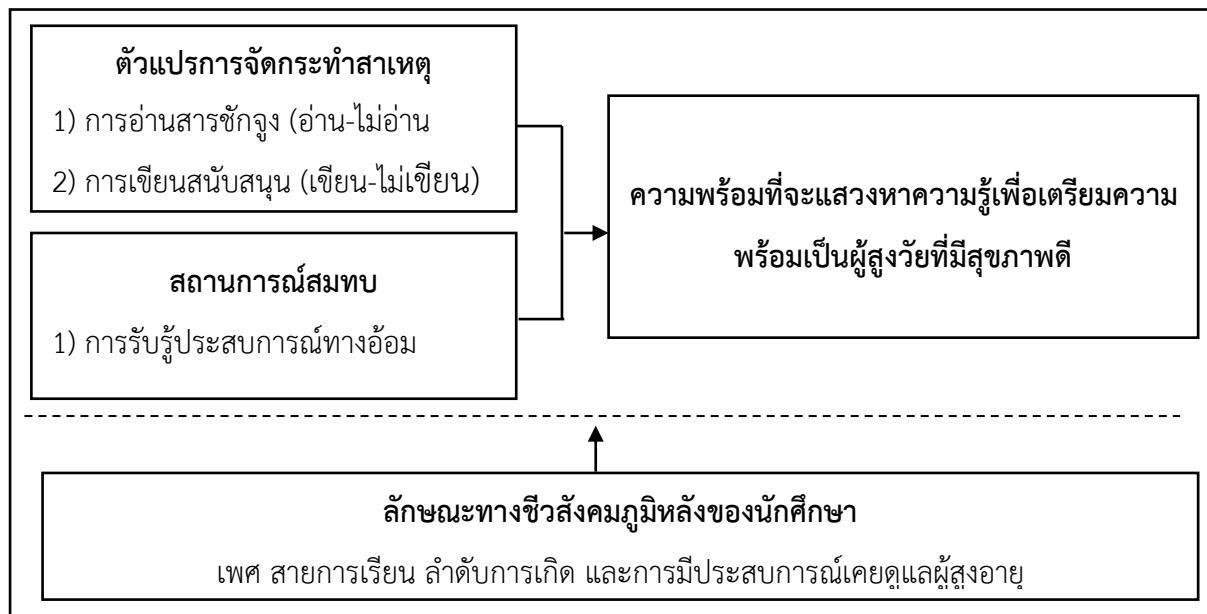 ตัวแปรการจัดกระทำสาเหตุ
1) การอ่านสารชักจูง (อ่าน-ไม่อ่าน
2) การเขียนสนับสนุน (เขียน-ไม่เขียน)
สถานการณ์สมทบ
1) การรับรู้ประสบการณ์ทางอ้อม
ความพร้อมที่จะแสวงหาความรู้เพื่อเตรียมความ
พร้อมเป็นผู้สูงวัยที่มีสุขภาพดี
ลักษณะทางชีวสังคมภูมิหลังของนักศึกษา
เพศ สายการเรียน ลำดับการเกิด และการมีประสบการณ์เคยดูแลผู้สูงอายุ